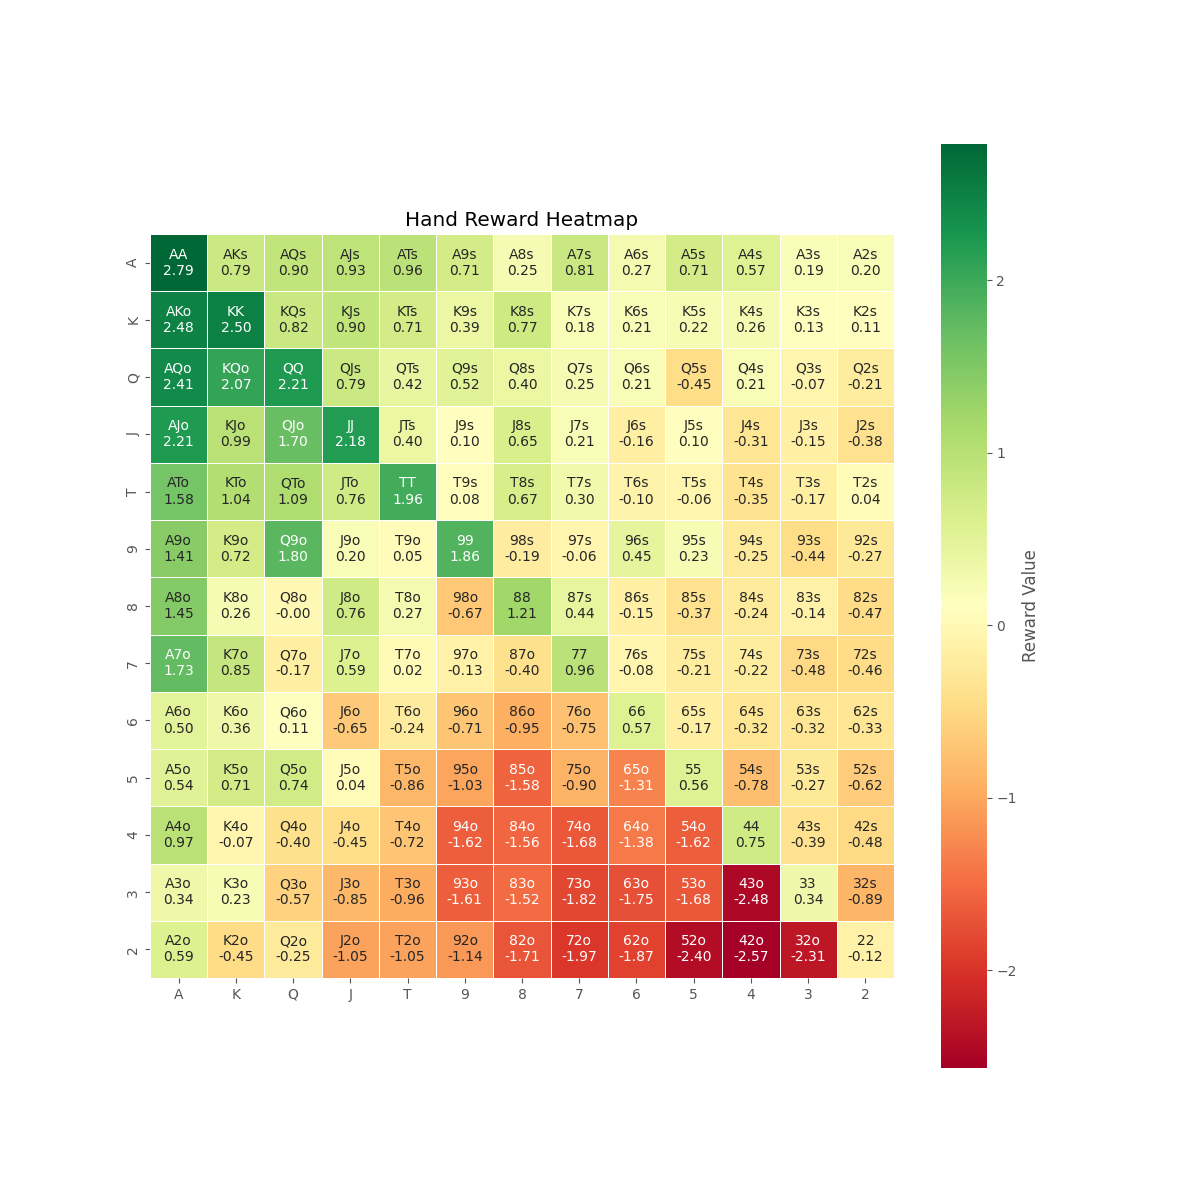 Hand Reward Heatmap
A AA AKs AQs AJs ATs A9s A8s A7s A6s A5s A4s A3s A2s
2.79 0.79 0.90 0.93 0.96 0.71 0.25 0.81 0.27 0.71 0.57 0.19 0.20
K AKo KK KQs KJs KTs K9s K8s K7s K6s K5s K4s K3s K2s
2.48 2.50 0.82 0.90 0.71 0.39 0.77 0.18 0.21 0.22 0.26 0.13 0.11
Q AQo KQo QQ QJs QTs Q9s Q8s Q7s Q6s Q5s Q4s Q3s Q2s
2.41 2.07 2.21 0.79 0.42 0.52 0.40 0.25 0.21 -0.45 0.21 -0.07 -0.21
J AJo KJo QJo JJ JTs J9s J8s J7s J6s J5s J4s J3s J2s
2.21 0.99 1.70 2.18 0.40 0.10 0.65 0.21 -0.16 0.10 -0.31 -0.15 -0.38
T ATo KTo QTo JTo TT T9s T8s T7s T6s T5s T4s T3s T2s
1.58 1.04 1.09 0.76 1.96 0.08 0.67 0.30 -0.10 -0.06 -0.35 -0.17 0.04
9 A9o K9o Q9o J9o T9o 99 98s 97s 96s 95s 94s 93s 92s
1.41 0.72 1.80 0.20 0.05 1.86 -0.19 -0.06 0.45 0.23 -0.25 -0.44 -0.27
8 A8o K8o Q8o J8o T8o 98o 88 87s 86s 85s 84s 83s 82s
1.45 0.26 -0.00 0.76 0.27 -0.67 1.21 0.44 -0.15 -0.37 -0.24 -0.14 -0.47
7 A7o K7o Q7o J7o T7o 97o 87o 77 76s 75s 74s 73s 72s
1.73 0.85 -0.17 0.59 0.02 -0.13 -0.40 0.96 -0.08 -0.21 -0.22 -0.48 -0.46
6 A6o K6o Q6o J6o T6o 96o 86o 76o 66 65s 64s 63s 62s
0.50 0.36 0.11 -0.65 -0.24 -0.71 -0.95 -0.75 0.57 -0.17 -0.32 -0.32 -0.33
5 A5o K5o Q5o J5o T5o 95o 85o 75o 65o 55 54s 53s 52s
0.54 0.71 0.74 0.04 -0.86 -1.03 -1.58 -0.90 -1.31 0.56 -0.78 -0.27 -0.62
4 A4o K4o Q4o J4o T4o 94o 84o 74o 64o 54o 44 43s 42s
0.97 -0.07 -0.40 -0.45 -0.72 -1.62 -1.56 -1.68 -1.38 -1.62 0.75 -0.39 -0.48
3 A3o K3o Q3o J3o T3o 93o 83o 73o 63o 53o 43o 33 32s
0.34 0.23 -0.57 -0.85 -0.96 -1.61 -1.52 -1.82 -1.75 -1.68 -2.48 0.34 -0.89
2 A2o K2o Q2o J2o T2o 92o 82o 72o 62o 52o 42o 32o 22
0.59 -0.45 -0.25 -1.05 -1.05 -1.14 -1.71 -1.97 -1.87 -2.40 -2.57 -2.31 -0.12
A K Q J T 9 8 7 6 5 4 3 2
2
1
0
−1
−2
Reward Value